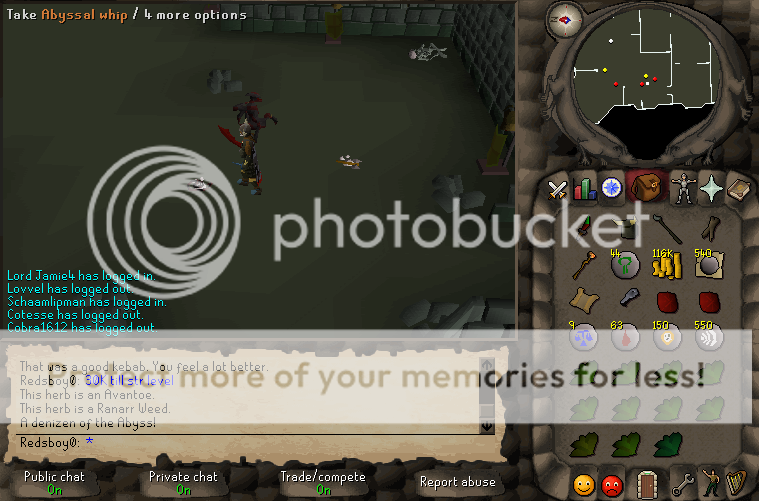 Take Abyssal whip / 4 more options
photobucket
44
116K
540
Lord Jamie4 has logged in.
Lovvel has logged out.
Schaamlipman has logged in.
Cotesse has logged out.
Cobra1612 has logged out.
9
63
150
550
That was a good kebab. You feel a lot better.
Redsboy0: 60K till str level
more of your memories for less!
This herb is an Avantoe.
This herb is a Ranarr Weed.
A denizen of the Abyss!
Redsboy0: *
Public chat
On
Private chat
On
Trade/compete
On
Report abuse